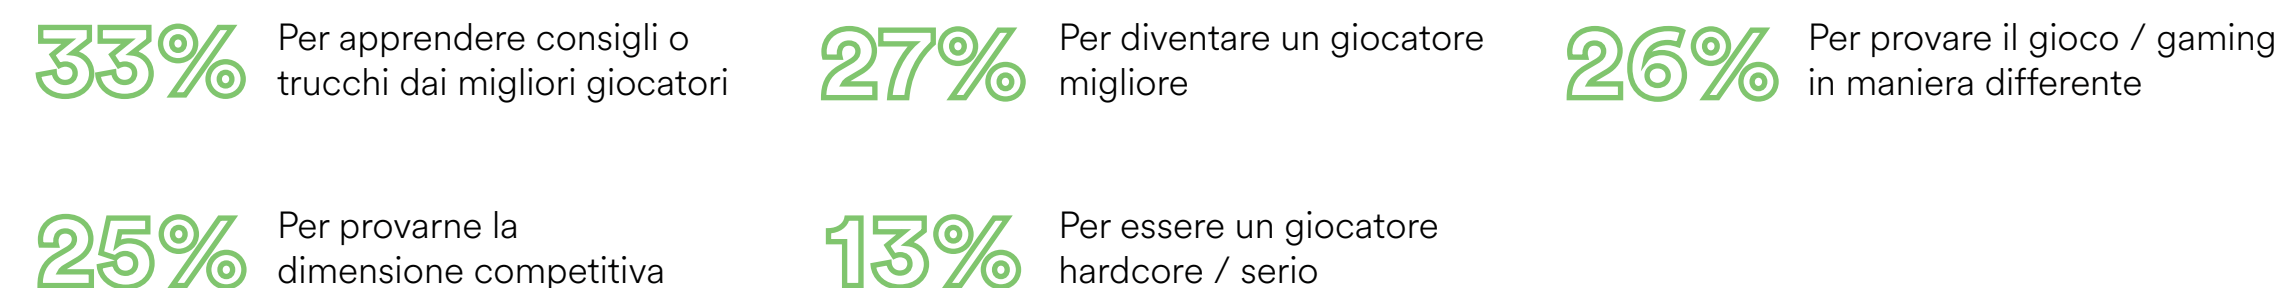 33%
Per apprendere consigli o
trucchi dai migliori giocatori
27%
Per diventare un giocatore
migliore
26%
Per provare il gioco / gaming
in maniera differente
25%
Per provarne la
dimensione competitiva
13%
Per essere un giocatore
hardcore / serio